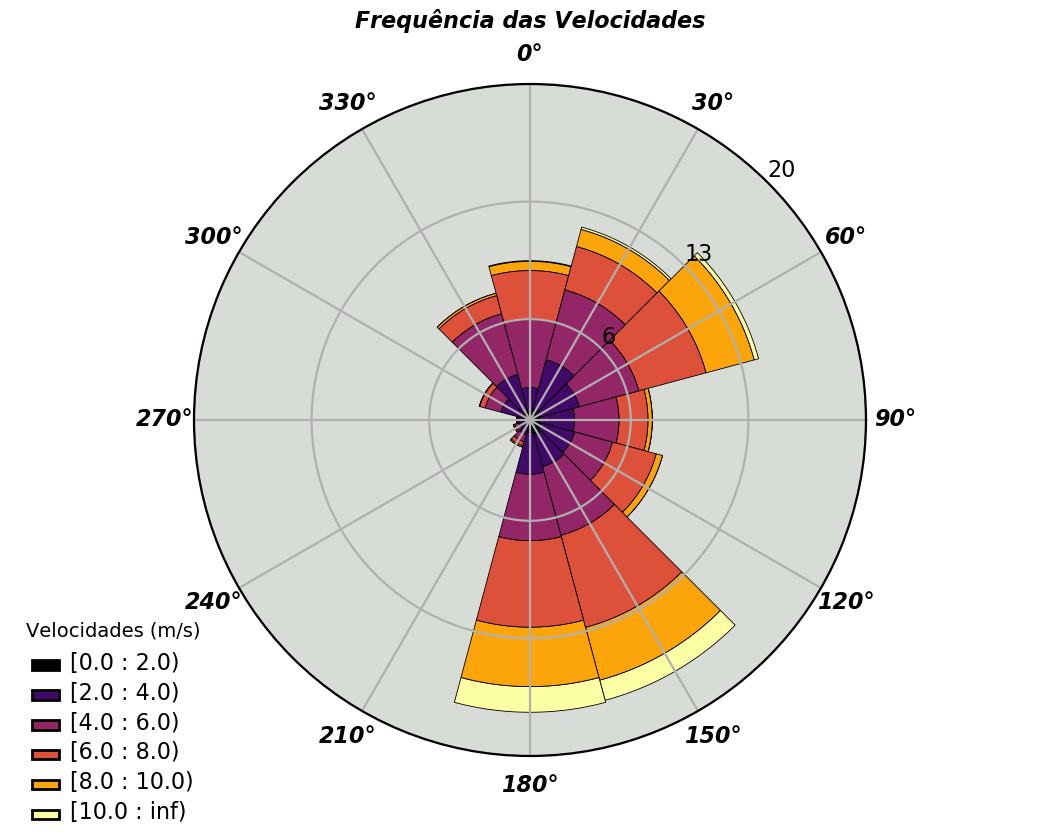 Frequência das Velocidades
0°
330°
30°
20
300°
60°
13
6
270°
90°
240°
120°
210°
150°
180°
Velocidades (m/s)
[0.0 : 2.0)
[2.0 : 4.0)
[4.0 : 6.0)
[6.0 : 8.0)
[8.0 : 10.0)
[10.0 : inf)